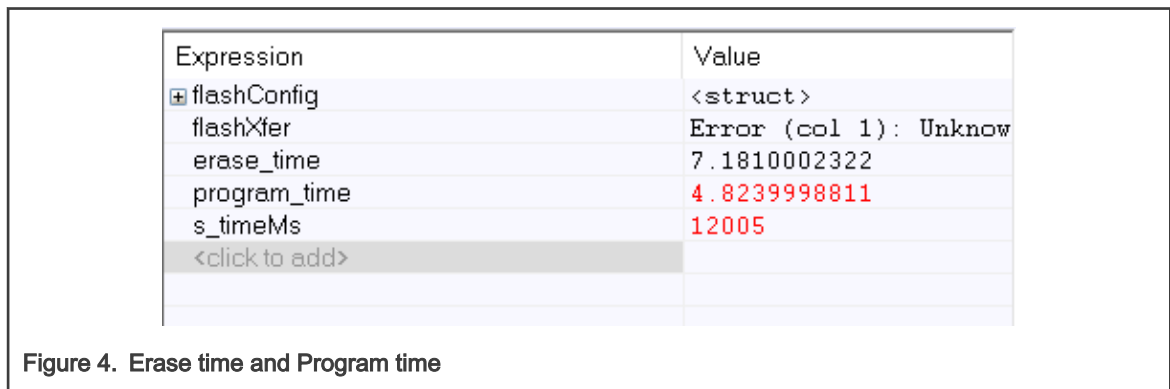 Expression Value
flashConfig <struct>
flashXfer Error (col 1): Unknow
erase_time 7.1810002322
program_time 4.8239998811
s_timeMs 12005
<click to add>
Figure 4. Erase time and Program time